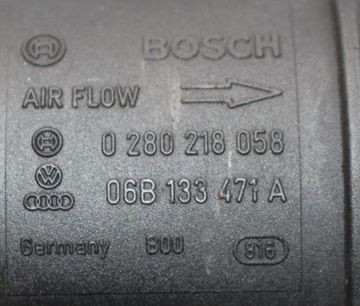 BOSCH
AIR FLOW
0 280 218 058
06B 133 471 A
Germany B00 916